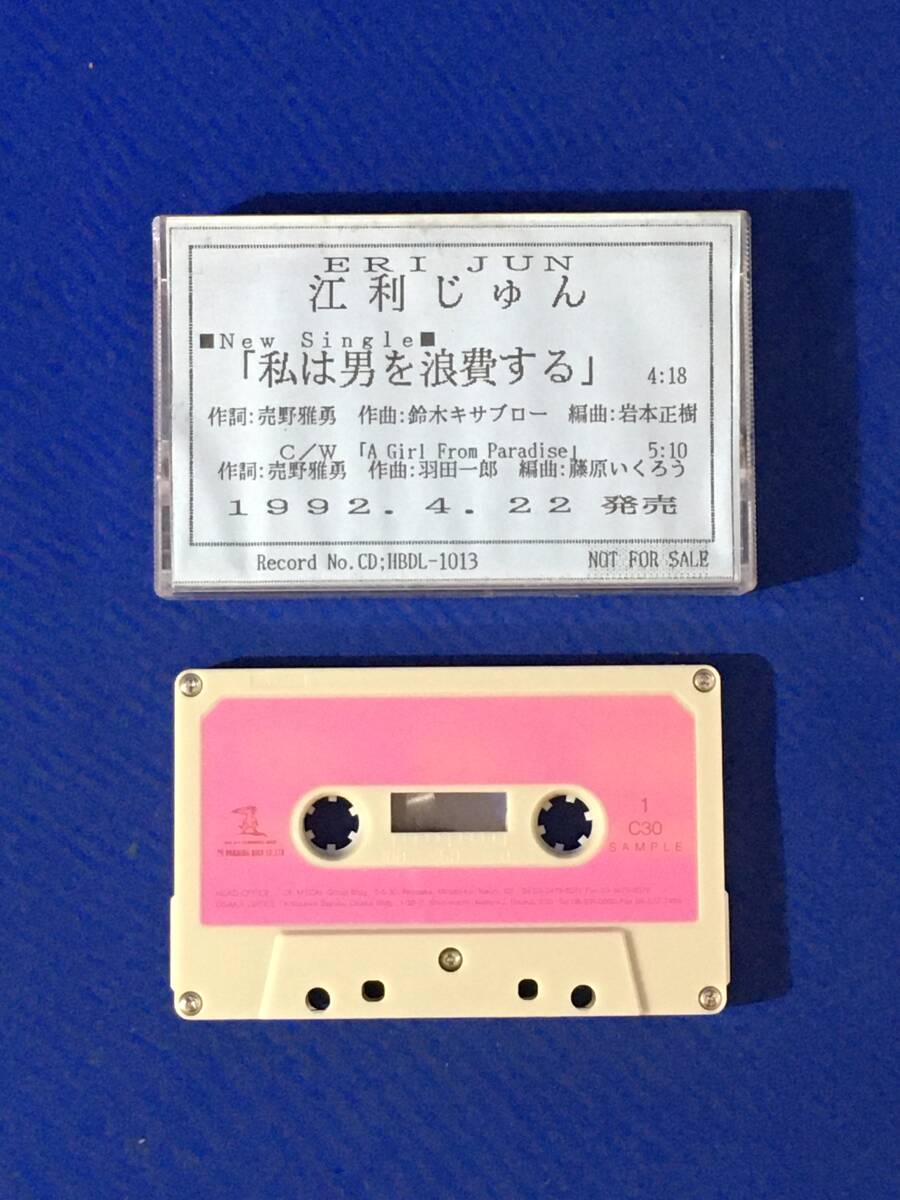 ERI JUN
江利じゅん
■New Single■
「私は男を浪費する」 4:18
作詞:売野雅勇 作曲:鈴木キサブロー 編曲:岩本正樹
C/W 「A Girl From Paradise」 5:10
作詞:売野雅勇 作曲:羽田一郎 編曲:藤原いくろう
1992.4.22 発売
Record No.CD;HBDL-1013 NOT FOR SALE
1
C30
SAMPLE
HEAD OFFICE